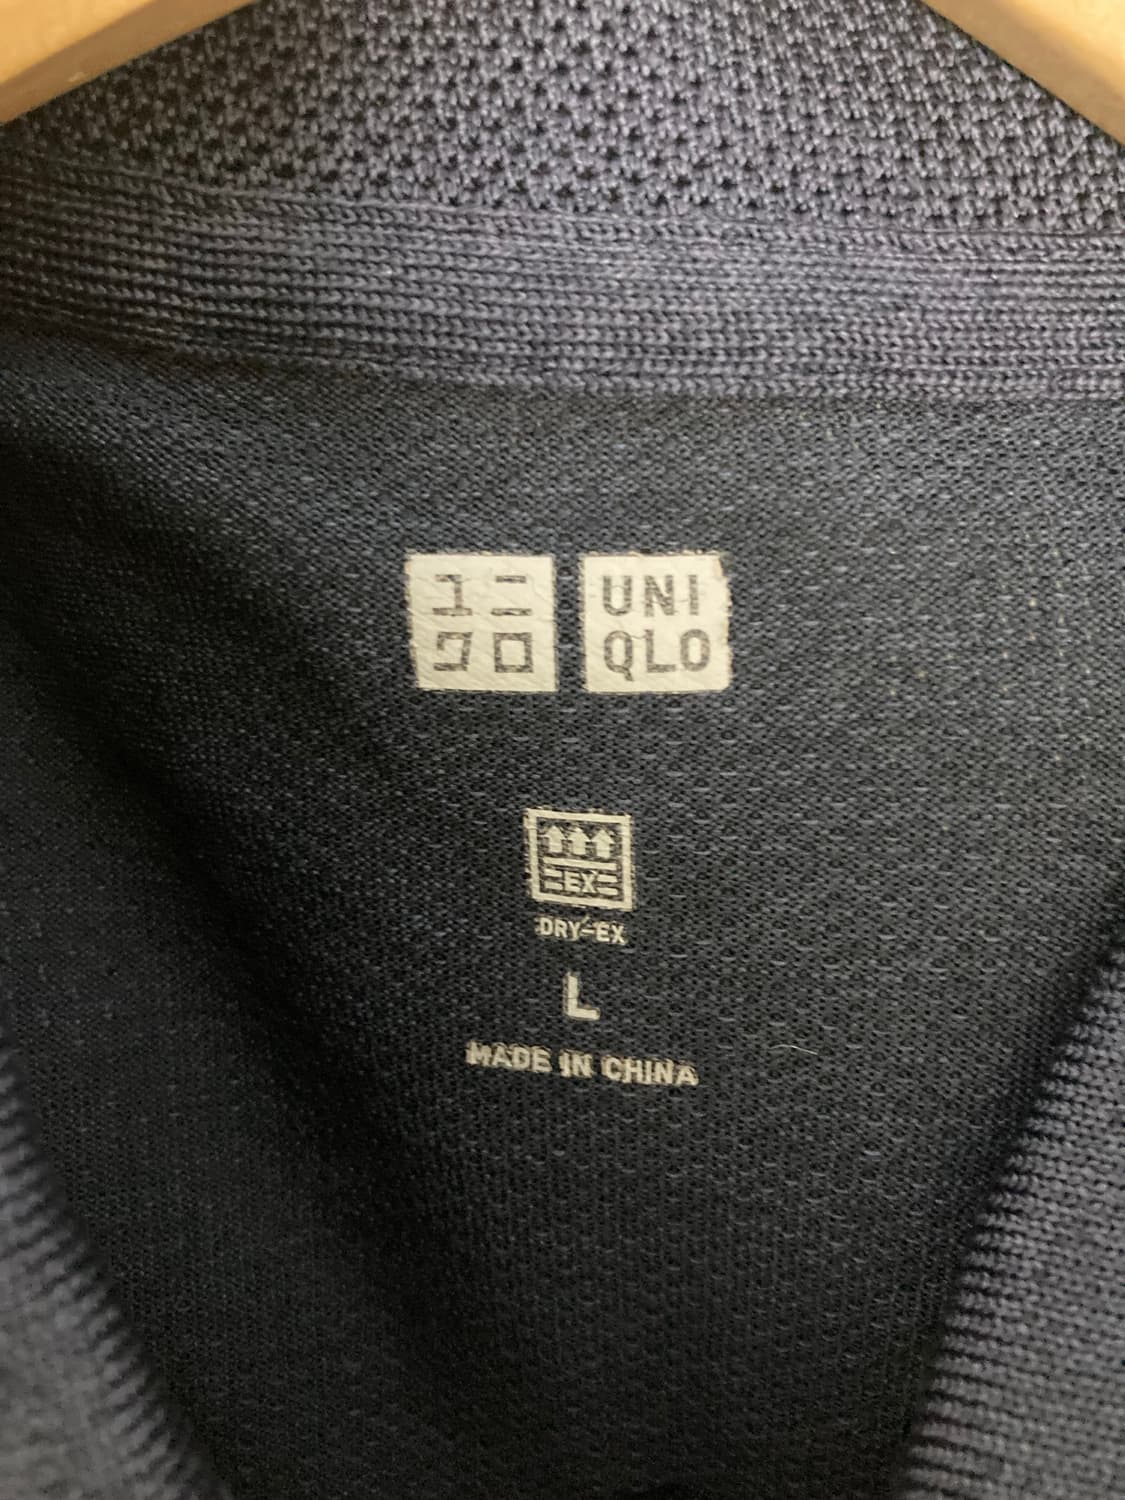 ユニ
クロ
UNI
QLO
EX
DRY-EX
L
MADE IN CHINA